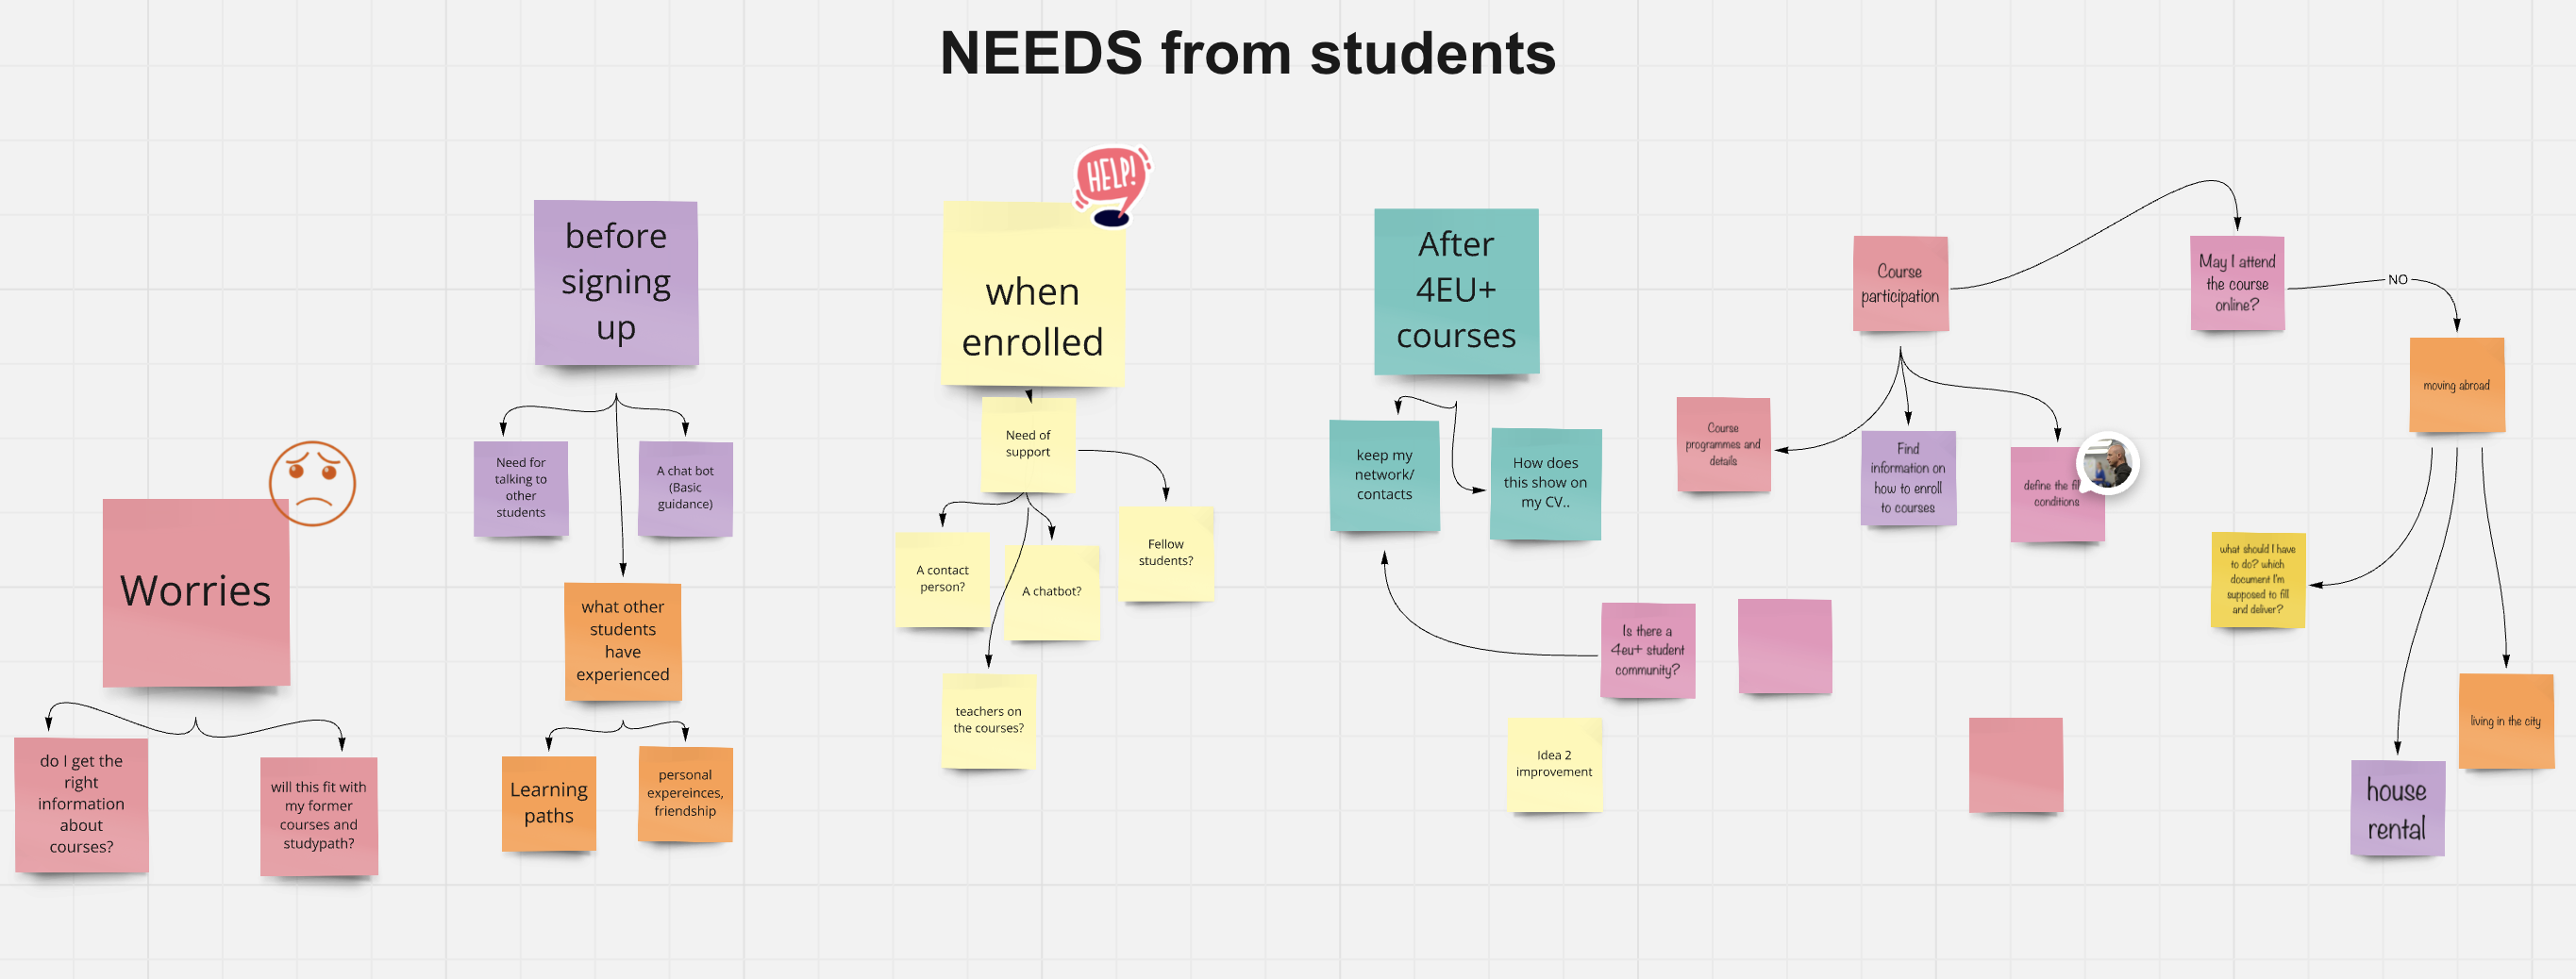 NEEDS from students
HELP!
Worries
do I get the
right
information
about
courses?
will this fit with
my former
courses and
studypath?
before
signing
up
Need for
talking to
other
students
A chat bot
(Basic
guidance)
what other
students
have
experienced
Learning
paths
personal
expereinces,
friendship
when
enrolled
Need of
support
A contact
person?
A chatbot?
Fellow
students?
teachers on
the courses?
After
4EU+
courses
keep my
network/
contacts
How does
this show on
my CV..
Is there a
4eu+ student
community?
Idea 2
improvement
Course
participation
Course
programmes and
details
Find
information on
how to enroll
to courses
define the
conditions
May I attend
the course
online?
NO
moving abroad
what should I have
to do? which
document I'm
supposed to fill
and deliver?
house
rental
living in the city